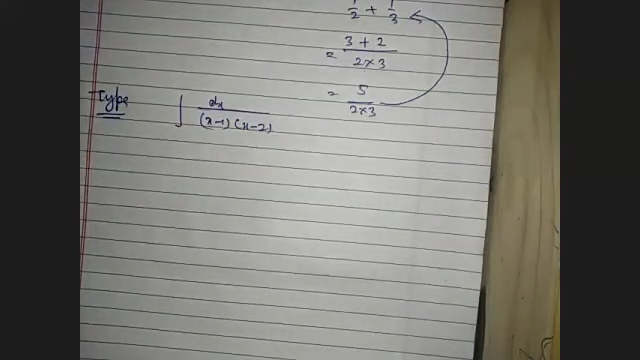 1/2 + 1/3
= 3 + 2 / 2×3
= 5 / 2×3
Type ∫ dx / (x-1) (x-2)